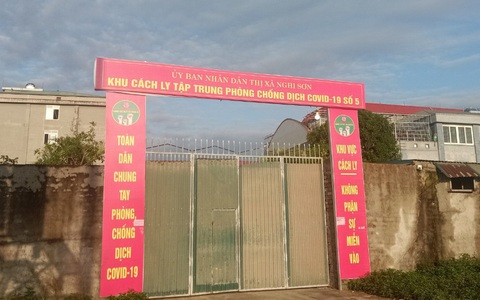 ỦY BAN NHÂN DÂN THỊ XÃ NGHI SƠN
KHU CÁCH LY TẬP TRUNG PHÒNG CHỐNG DỊCH COVID-19 SỐ 5
TOÀN
DÂN
CHUNG
TAY
PHÒNG,
CHỐNG
DỊCH
COVID-19
KHU VỰC
CÁCH LY
KHÔNG
PHẬN
SỰ
MIỄN
VÀO